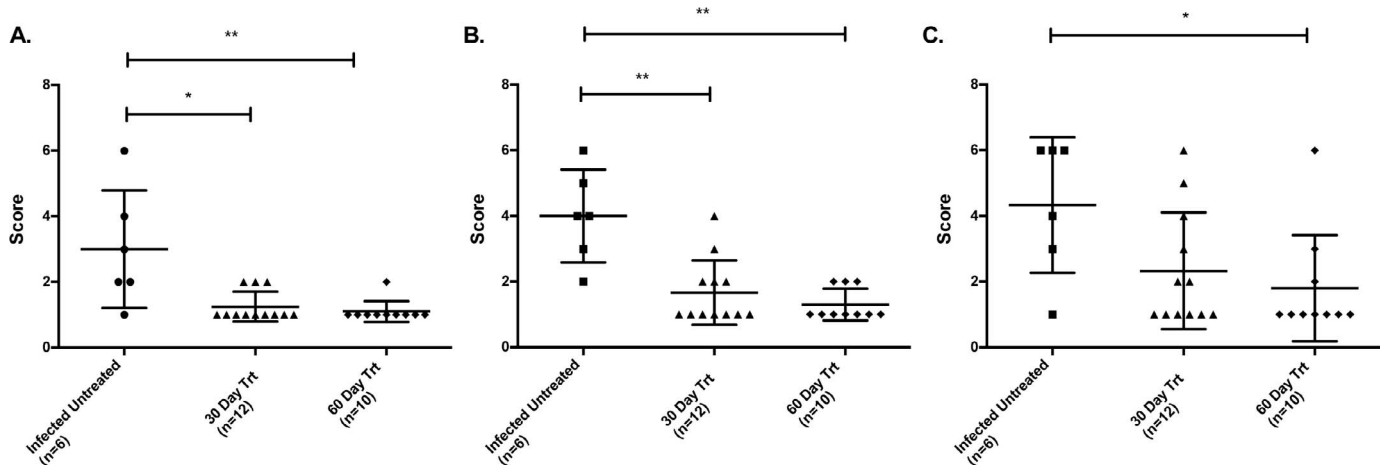 A.
**
*
Score
8
6
4
2
0
Infected Untreated
(n=6)
30 Day Trt
(n=12)
60 Day Trt
(n=10)
B.
**
**
Score
8
6
4
2
0
Infected Untreated
(n=6)
30 Day Trt
(n=12)
60 Day Trt
(n=10)
C.
*
Score
8
6
4
2
0
Infected Untreated
(n=6)
30 Day Trt
(n=12)
60 Day Trt
(n=10)